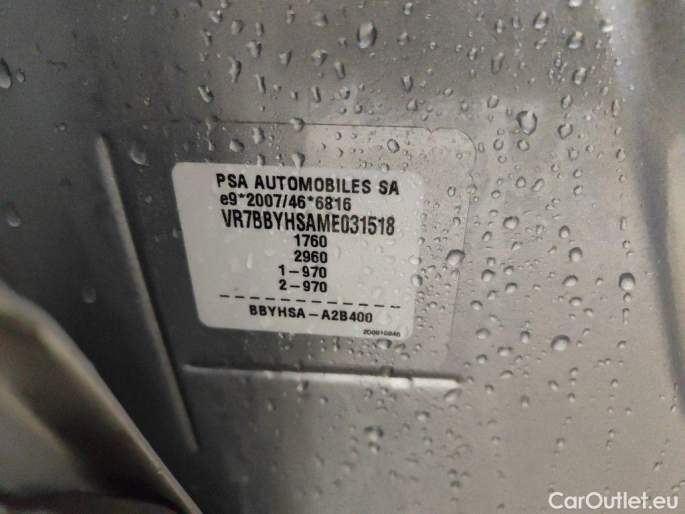 PSA AUTOMOBILES SA
e9*2007/46*6816
VR7BBYHSAME031518
1760
2960
1-970
2-970
BBYHSA-A2B400
CarOutlet.eu